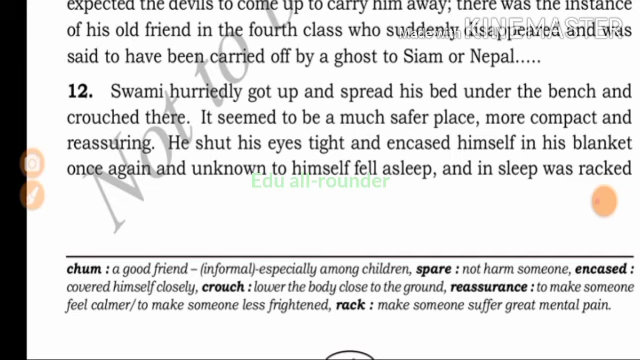 expected the devils to come up to carry him away; there was the instance
of his old friend in the fourth class who suddenly disappeared and was
Made with KINEMASTER
said to have been carried off by a ghost to Siam or Nepal.....
12. Swami hurriedly got up and spread his bed under the bench and
crouched there. It seemed to be a much safer place, more compact and
reassuring. He shut his eyes tight and encased himself in his blanket
once again and unknown to himself fell asleep, and in sleep was racked
Edu all-rounder
Not to
chum : a good friend – (informal)-especially among children, spare : not harm someone, encased :
covered himself closely, crouch : lower the body close to the ground, reassurance : to make someone
feel calmer/to make someone less frightened, rack : make someone suffer great mental pain.